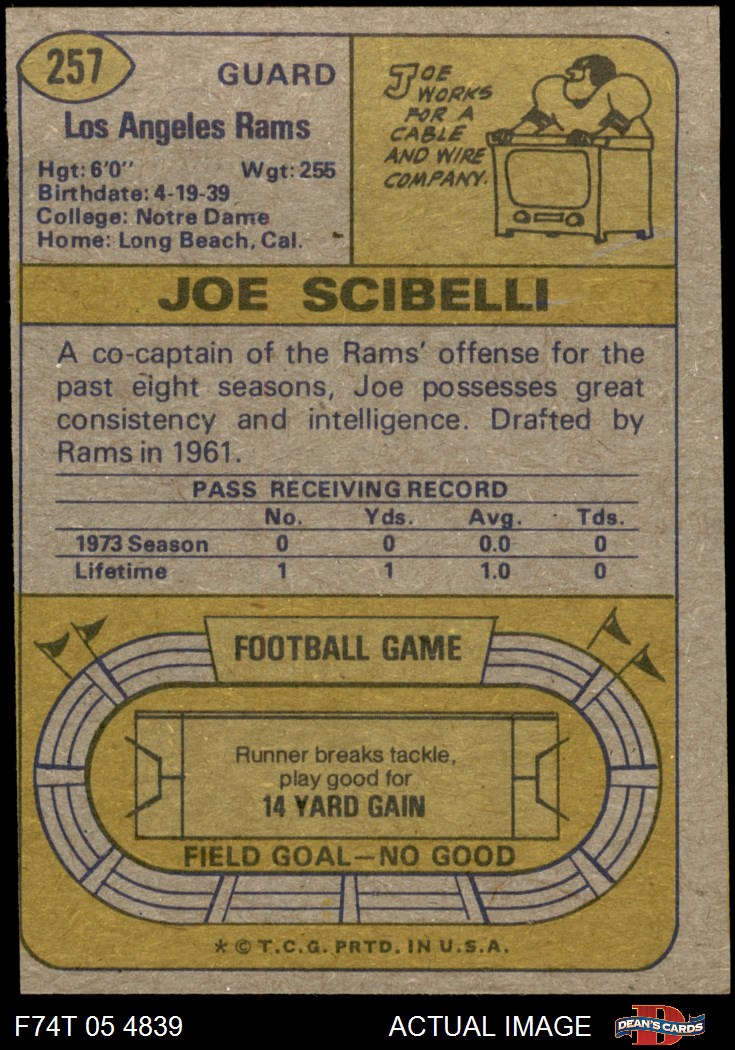 257
GUARD
Los Angeles Rams
Hgt: 6'0" Wgt: 255
Birthdate: 4-19-39
College: Notre Dame
Home: Long Beach, Cal.
JOE
WORKS
FOR A
CABLE
AND WIRE
COMPANY.
JOE SCIBELLI
A co-captain of the Rams' offense for the
past eight seasons, Joe possesses great
consistency and intelligence. Drafted by
Rams in 1961.
PASS RECEIVING RECORD
No. Yds. Avg. Tds.
1973 Season 0 0 0.0 0
Lifetime 1 1 1.0 0
FOOTBALL GAME
Runner breaks tackle,
play good for
14 YARD GAIN
FIELD GOAL—NO GOOD
* © T.C.G. PRTD. IN U.S.A.
F74T 05 4839
ACTUAL IMAGE
D
DEAN'S CARDS